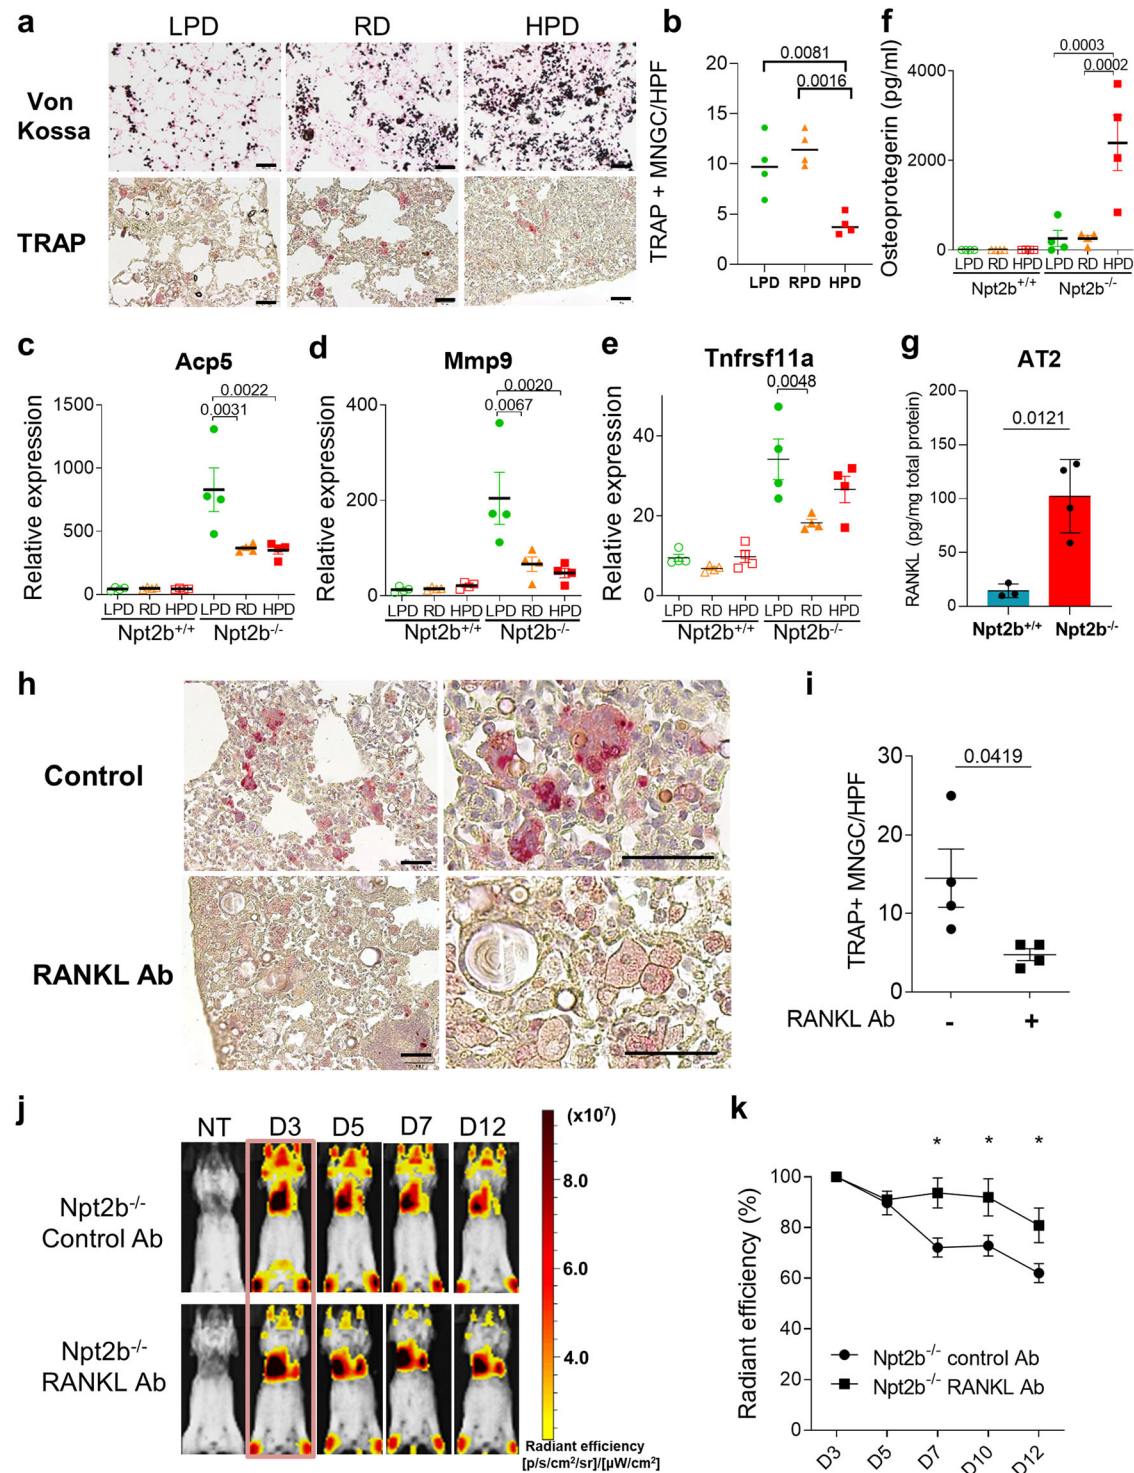 a
LPD
RD
HPD
Von
Kossa
TRAP
b
TRAP + MNGC/HPF
20
15
10
5
0
0.0081
0.0016
LPD RPD HPD
f
Osteoprotegerin (pg/ml)
4000
2000
0
0.0003
0.0002
LPD RD HPD LPD RD HPD
Npt2b+/+ Npt2b-/-
c
Acp5
Relative expression
1500
1000
500
0
0.0022
0.0031
LPD RD HPD LPD RD HPD
Npt2b+/+ Npt2b-/-
d
Mmp9
Relative expression
400
200
0
0.0020
0.0067
LPD RD HPD LPD RD HPD
Npt2b+/+ Npt2b-/-
e
Tnfrsf11a
Relative expression
40
20
0
0.0048
LPD RD HPD LPD RD HPD
Npt2b+/+ Npt2b-/-
g
AT2
RANKL (pg/mg total protein)
200
150
100
50
0
0.0121
Npt2b+/+ Npt2b-/-
h
Control
RANKL Ab
i
TRAP+ MNGC/HPF
30
20
10
0
0.0419
RANKL Ab - +
j
NT D3 D5 D7 D12
Npt2b-/-
Control Ab
Npt2b-/-
RANKL Ab
(x10⁷)
8.0
6.0
4.0
Radiant efficiency
[p/s/cm²/sr]/[µW/cm²]
k
Radiant efficiency (%)
100
80
60
40
20
0
* * *
Npt2b-/- control Ab
Npt2b-/- RANKL Ab
D3 D5 D7 D10 D12